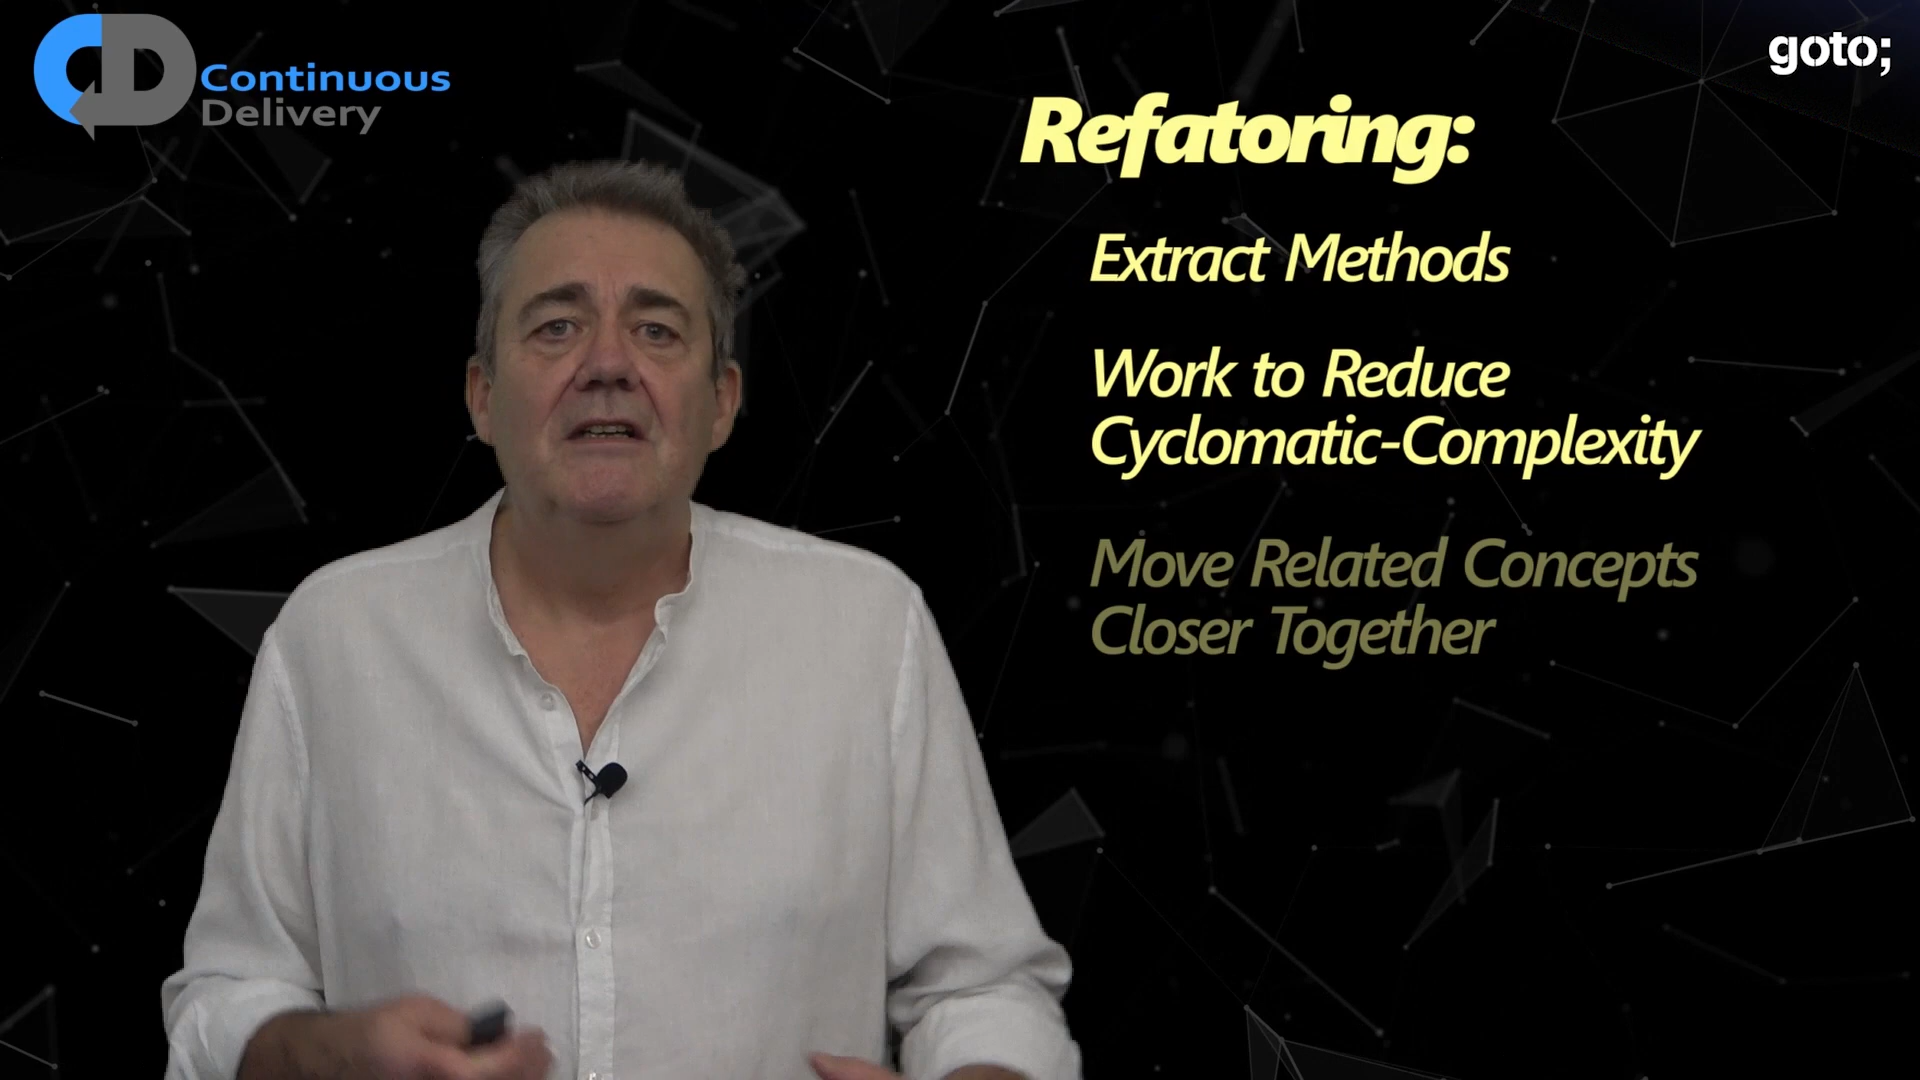 Continuous
Delivery
goto;
Refatoring:
Extract Methods
Work to Reduce
Cyclomatic-Complexity
Move Related Concepts
Closer Together